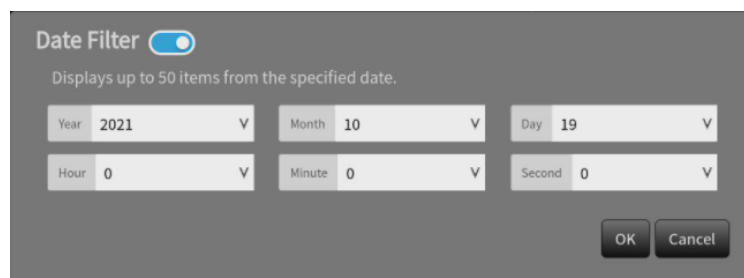 Date Filter
Displays up to 50 items from the specified date.
Year 2021 Month 10 Day 19
Hour 0 Minute 0 Second 0
OK Cancel